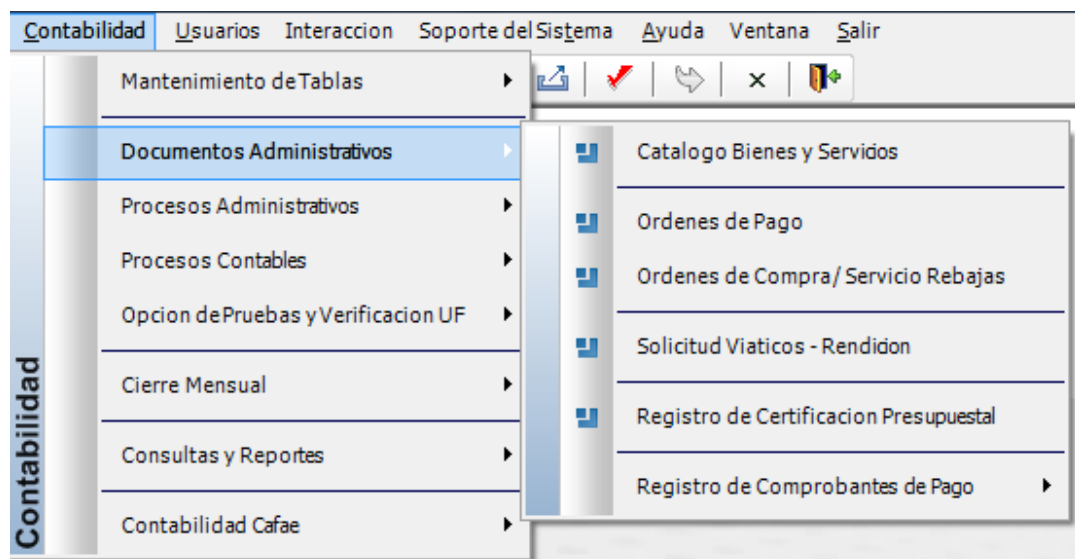 Contabilidad Usuarios Interaccion Soporte del Sistema Ayuda Ventana Salir
Mantenimiento de Tablas
Documentos Administrativos
Procesos Administrativos
Procesos Contables
Opcion de Pruebas y Verificacion UF
Cierre Mensual
Consultas y Reportes
Contabilidad Cafae
Contabilidad
Catalogo Bienes y Servicios
Ordenes de Pago
Ordenes de Compra/ Servicio Rebajas
Solicitud Viaticos - Rendicion
Registro de Certificacion Presupuestal
Registro de Comprobantes de Pago